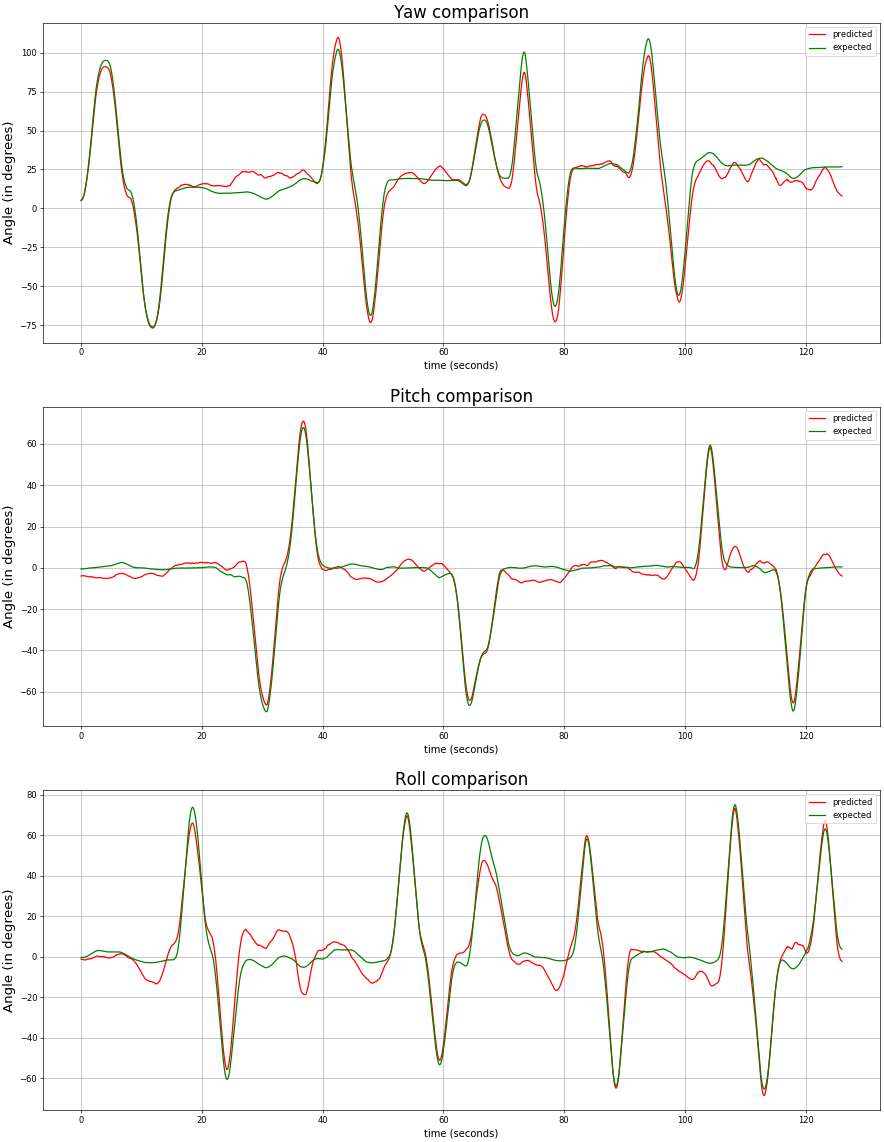 Yaw comparison
predicted
expected
Angle (in degrees)
100
75
50
25
0
−25
−50
−75
0 20 40 60 80 100 120
time (seconds)
Pitch comparison
predicted
expected
Angle (in degrees)
60
40
20
0
−20
−40
−60
0 20 40 60 80 100 120
time (seconds)
Roll comparison
predicted
expected
Angle (in degrees)
80
60
40
20
0
−20
−40
−60
0 20 40 60 80 100 120
time (seconds)